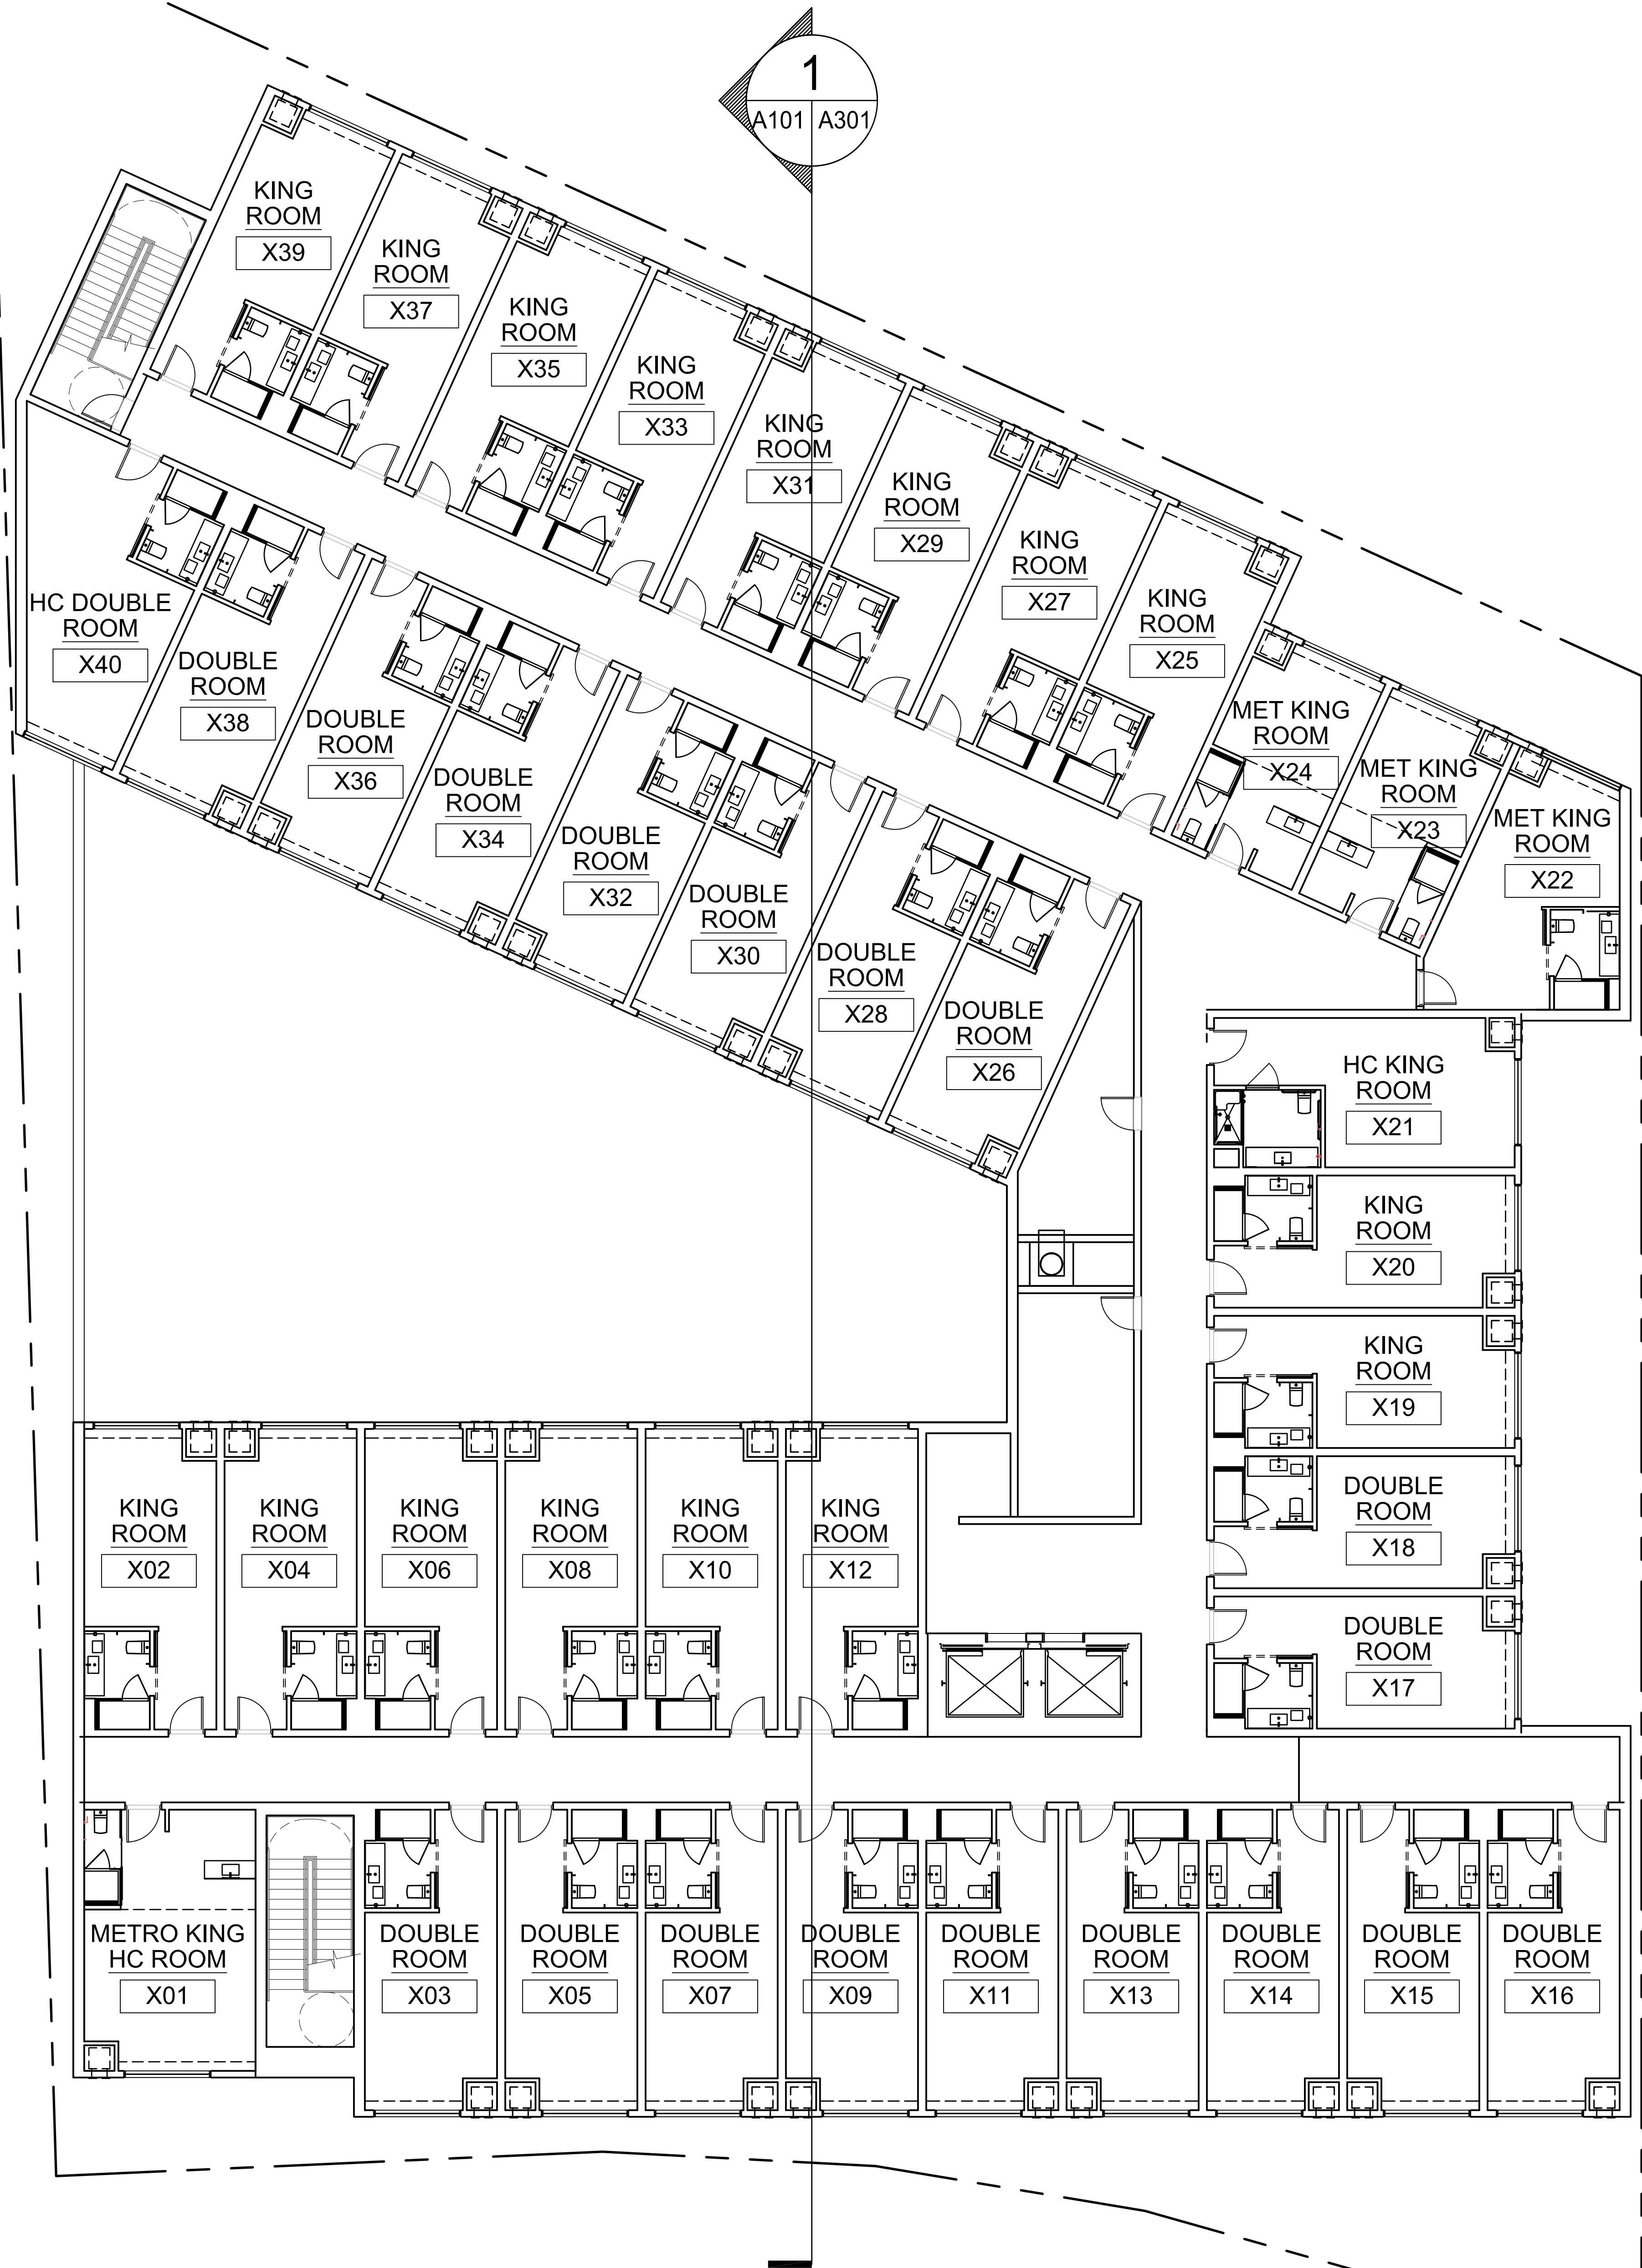 1
A101 A301
KING
ROOM
X39
KING
ROOM
X37
KING
ROOM
X35
KING
ROOM
X33
KING
ROOM
X31
KING
ROOM
X29
KING
ROOM
X27
KING
ROOM
X25
MET KING
ROOM
X24
MET KING
ROOM
X23
MET KING
ROOM
X22
HC DOUBLE
ROOM
X40
DOUBLE
ROOM
X38
DOUBLE
ROOM
X36
DOUBLE
ROOM
X34
DOUBLE
ROOM
X32
DOUBLE
ROOM
X30
DOUBLE
ROOM
X28
DOUBLE
ROOM
X26
HC KING
ROOM
X21
KING
ROOM
X20
KING
ROOM
X19
DOUBLE
ROOM
X18
DOUBLE
ROOM
X17
KING
ROOM
X02
KING
ROOM
X04
KING
ROOM
X06
KING
ROOM
X08
KING
ROOM
X10
KING
ROOM
X12
METRO KING
HC ROOM
X01
DOUBLE
ROOM
X03
DOUBLE
ROOM
X05
DOUBLE
ROOM
X07
DOUBLE
ROOM
X09
DOUBLE
ROOM
X11
DOUBLE
ROOM
X13
DOUBLE
ROOM
X14
DOUBLE
ROOM
X15
DOUBLE
ROOM
X16